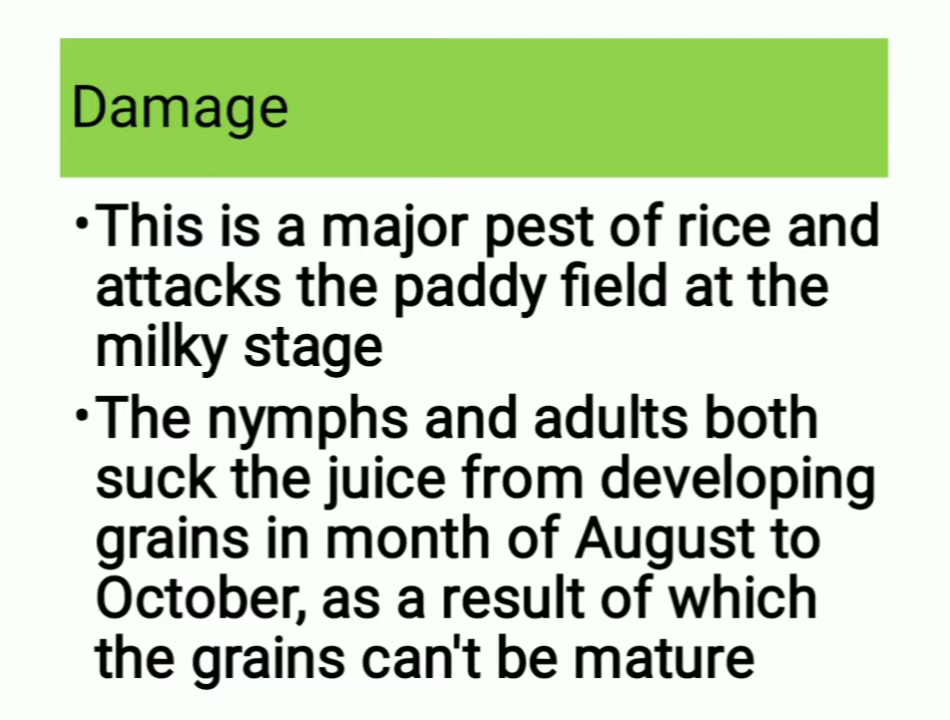 Damage
•This is a major pest of rice and
attacks the paddy field at the
milky stage
•The nymphs and adults both
suck the juice from developing
grains in month of August to
October, as a result of which
the grains can't be mature